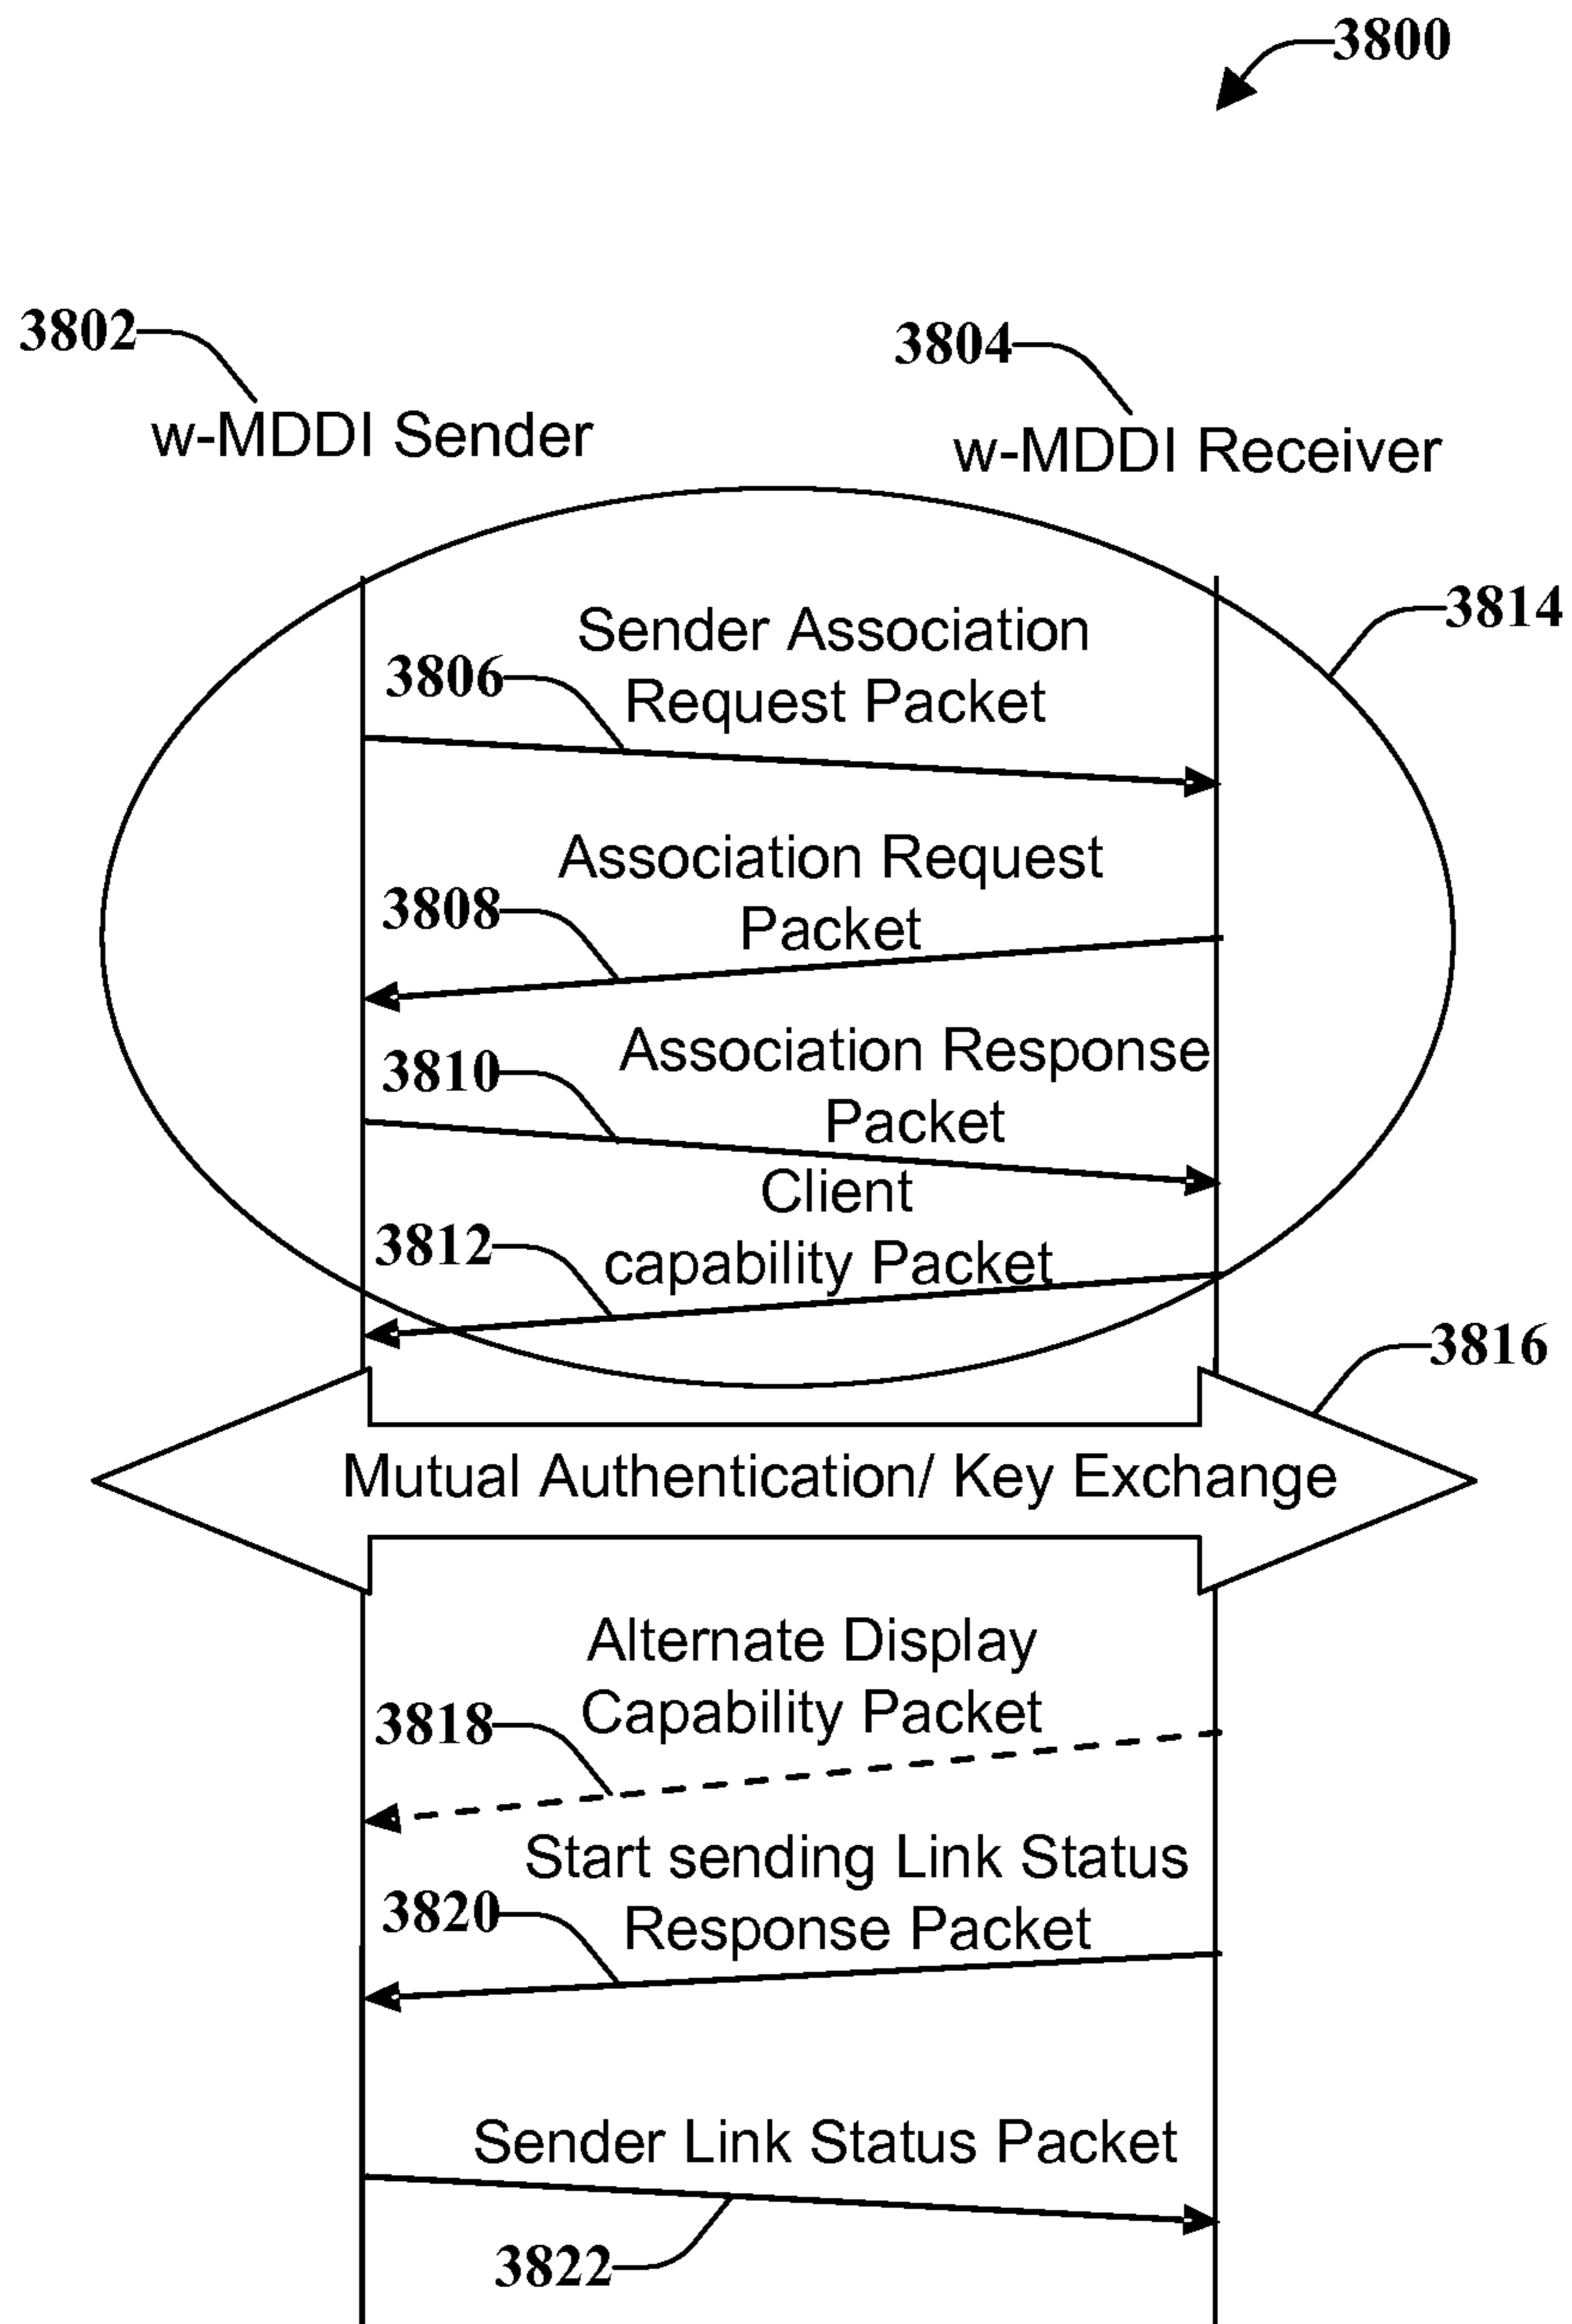 3800
3802
3804
w-MDDI Sender
w-MDDI Receiver
3814
Sender Association
3806
Request Packet
Association Request
3808
Packet
Association Response
3810
Packet
Client
3812
capability Packet
3816
Mutual Authentication/ Key Exchange
Alternate Display
Capability Packet
3818
Start sending Link Status
3820
Response Packet
Sender Link Status Packet
3822